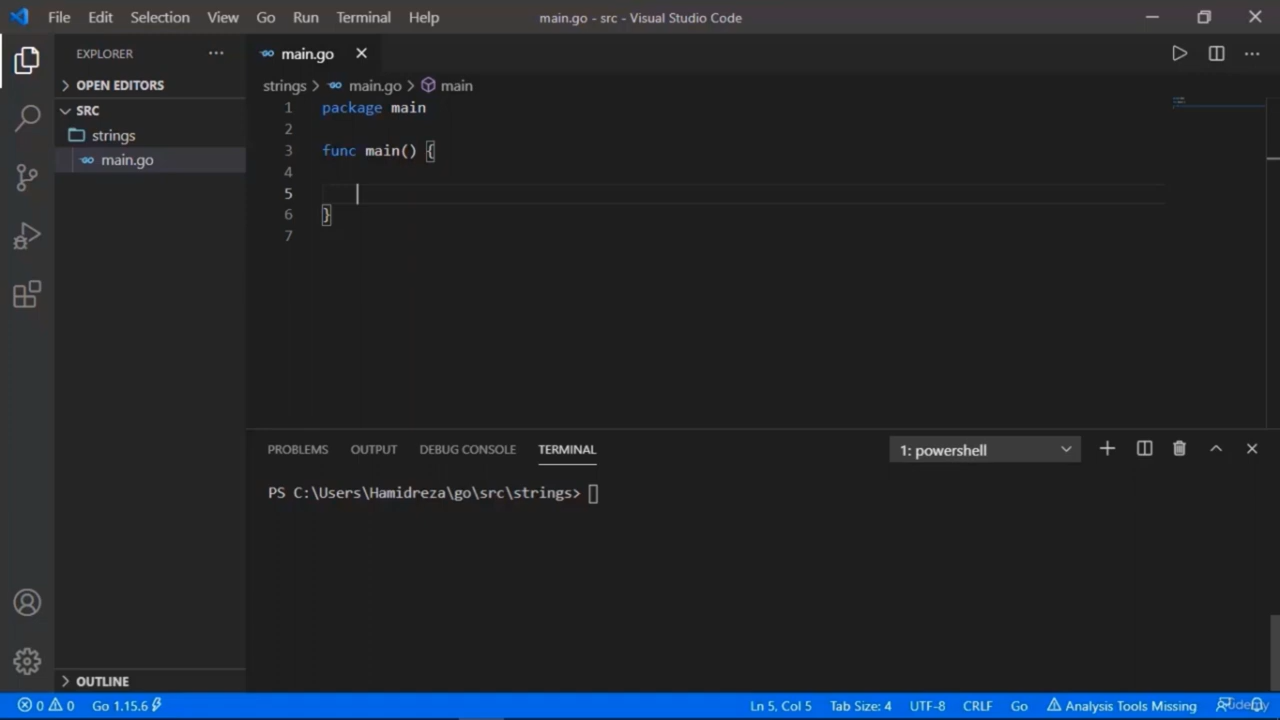 File Edit Selection View Go Run Terminal Help main.go - src - Visual Studio Code
EXPLORER
main.go
OPEN EDITORS
strings main.go main
SRC
strings
main.go
1 package main
2
3 func main() {
4
5
6 }
7
PROBLEMS OUTPUT DEBUG CONSOLE TERMINAL 1: powershell
PS C:\Users\Hamidreza\go\src\strings>
OUTLINE
0 0 Go 1.15.6 Ln 5, Col 5 Tab Size: 4 UTF-8 CRLF Go Analysis Tools Missing
Udemy